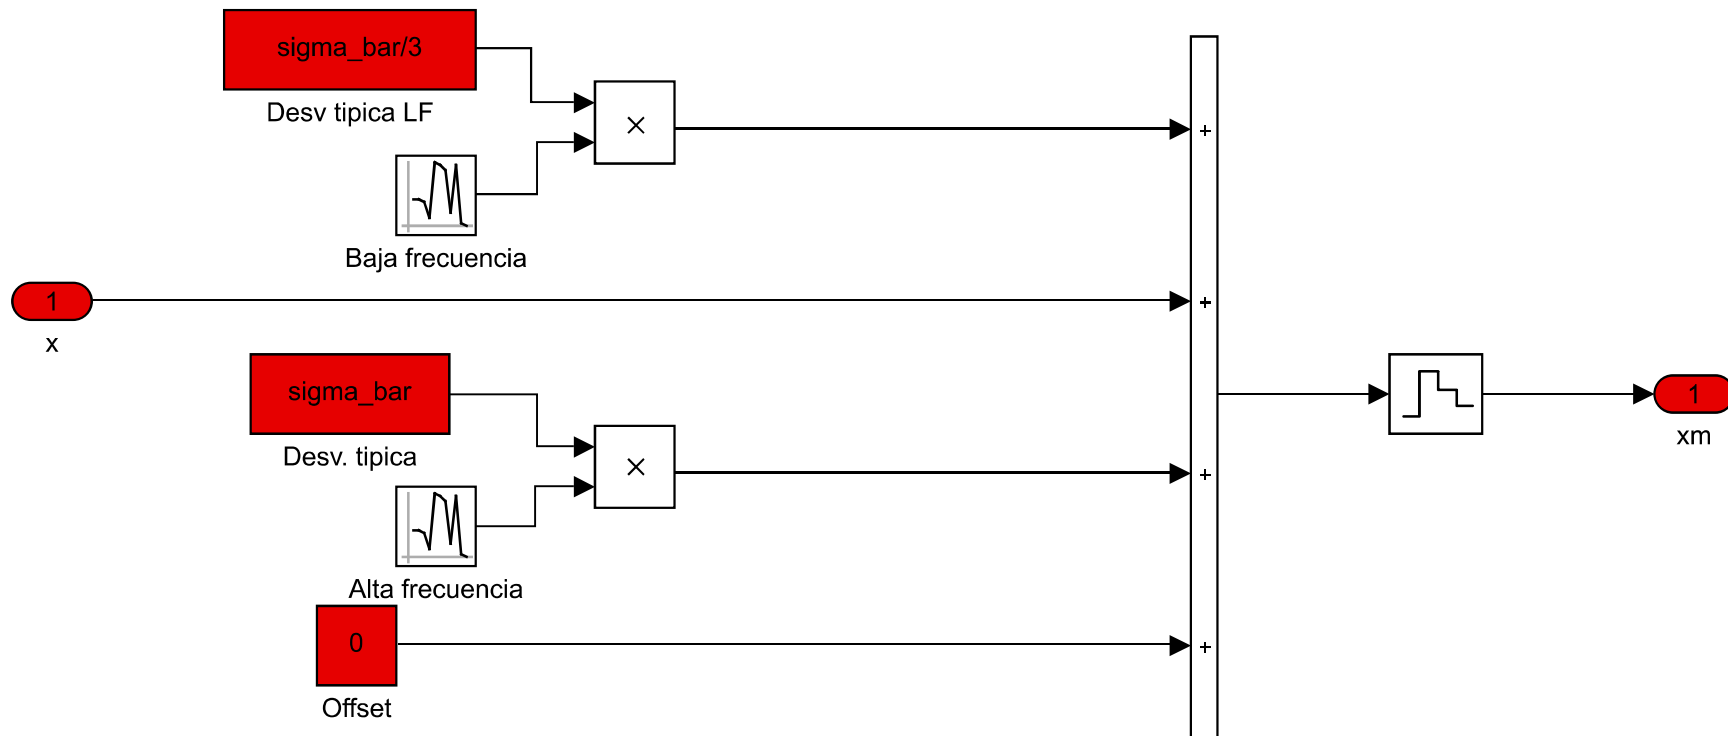 sigma_bar/3
Desv tipica LF
×
+
Baja frecuencia
1
x
+
sigma_bar
Desv. tipica
×
+
1
xm
Alta frecuencia
0
Offset
+